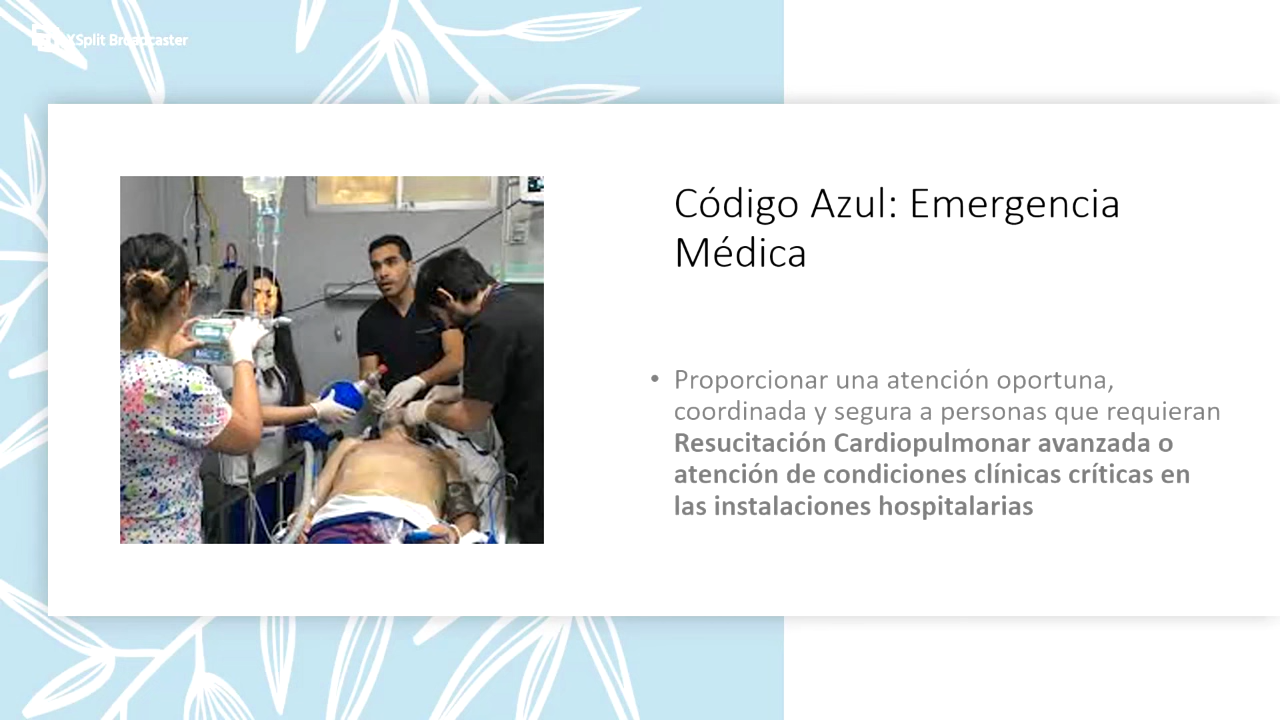 XSplit Broadcaster
Código Azul: Emergencia
Médica
• Proporcionar una atención oportuna,
coordinada y segura a personas que requieran
Resucitación Cardiopulmonar avanzada o
atención de condiciones clínicas críticas en
las instalaciones hospitalarias